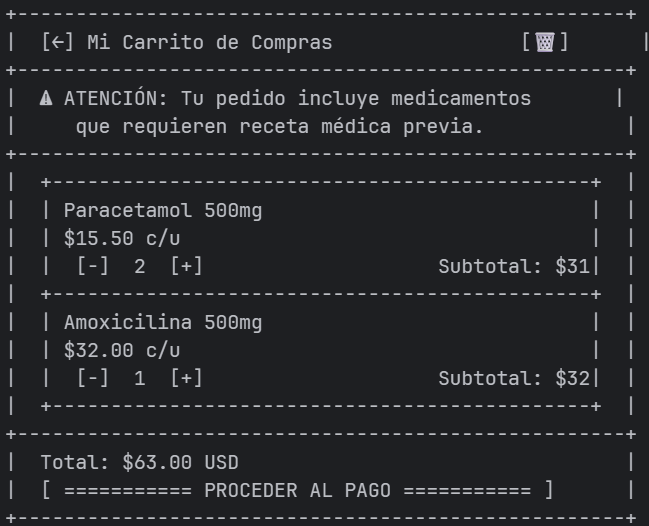 +----------------------------------------------------+
|  [←] Mi Carrito de Compras                [🗑️]      |
+----------------------------------------------------+
|  ⚠ ATENCIÓN: Tu pedido incluye medicamentos       |
|     que requieren receta médica previa.            |
+----------------------------------------------------+
|  +----------------------------------------------+  |
|  | Paracetamol 500mg                            |  |
|  | $15.50 c/u                                   |  |
|  |  [-]  2  [+]                    Subtotal: $31|  |
|  +----------------------------------------------+  |
|  | Amoxicilina 500mg                            |  |
|  | $32.00 c/u                                   |  |
|  |  [-]  1  [+]                    Subtotal: $32|  |
|  +----------------------------------------------+  |
+----------------------------------------------------+
|  Total: $63.00 USD                                 |
|  [ =========== PROCEDER AL PAGO =========== ]      |
+----------------------------------------------------+